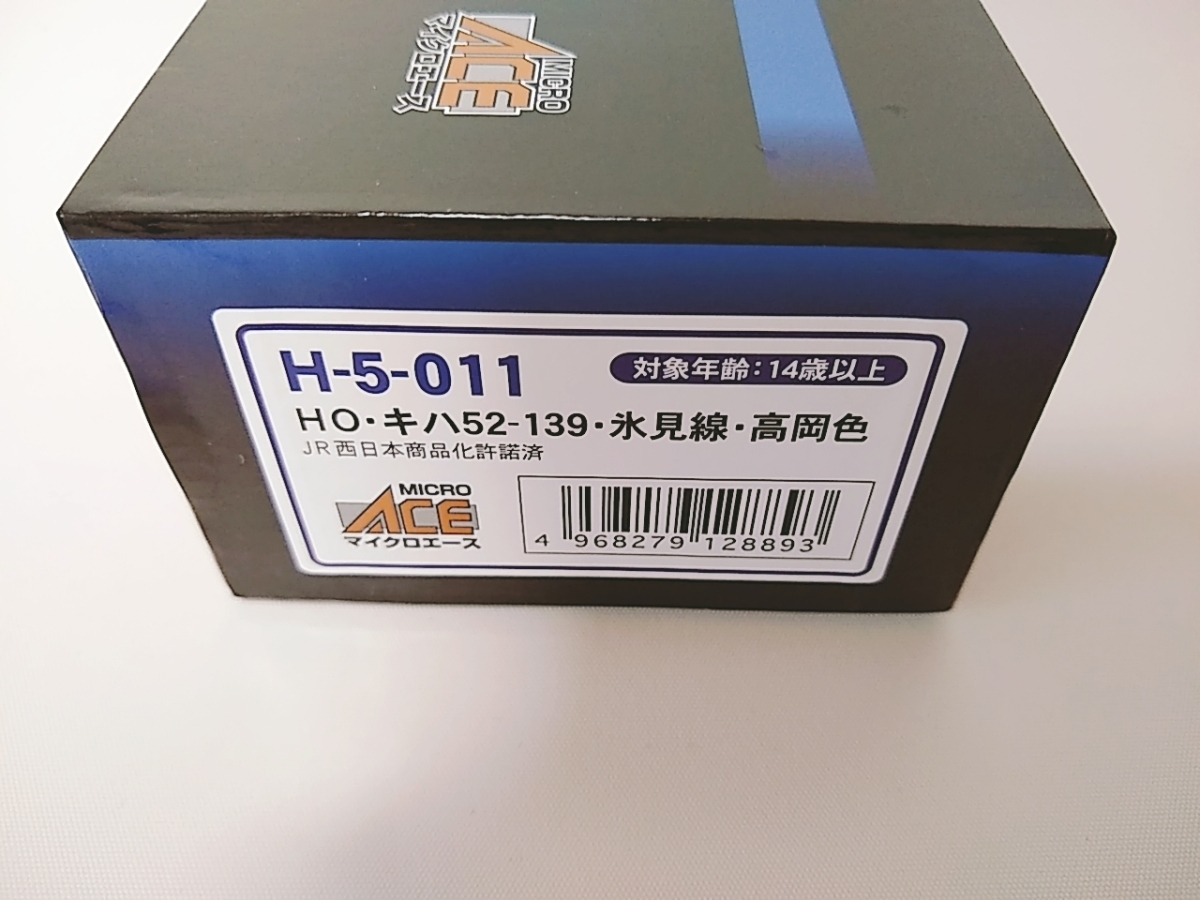 MICRO
ACE
マイクロエース
H-5-011
対象年齢:14歳以上
HO・キハ52-139・氷見線・高岡色
JR西日本商品化許諾済
MICRO
ACE
マイクロエース
4 968279 128893